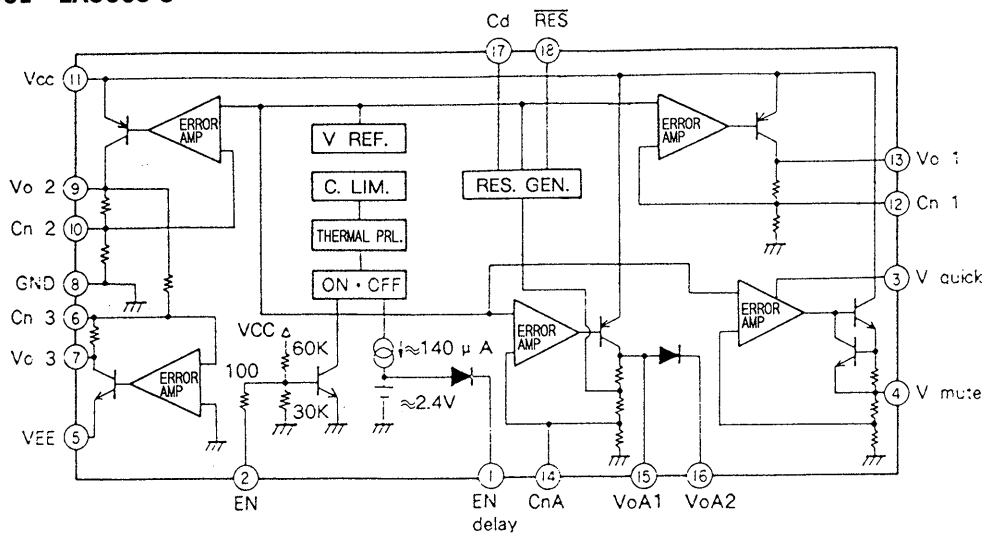 Cd RES
17 18
Vcc 11
ERROR AMP
V REF.
ERROR AMP
13 Vo 1
Vo 2 9
C. LIM.
RES. GEN.
12 Cn 1
Cn 2 10
THERMAL PRL.
GND 8
ON · OFF
3 V quick
Cn 3 6
ERROR AMP
ERROR AMP
VCC
60K
≈140 μA
Vo 3 7
100
ERROR AMP
30K
≈2.4V
4 V mute
VEE 5
2 1 14 15 16
EN
EN delay
CnA
VoA1
VoA2